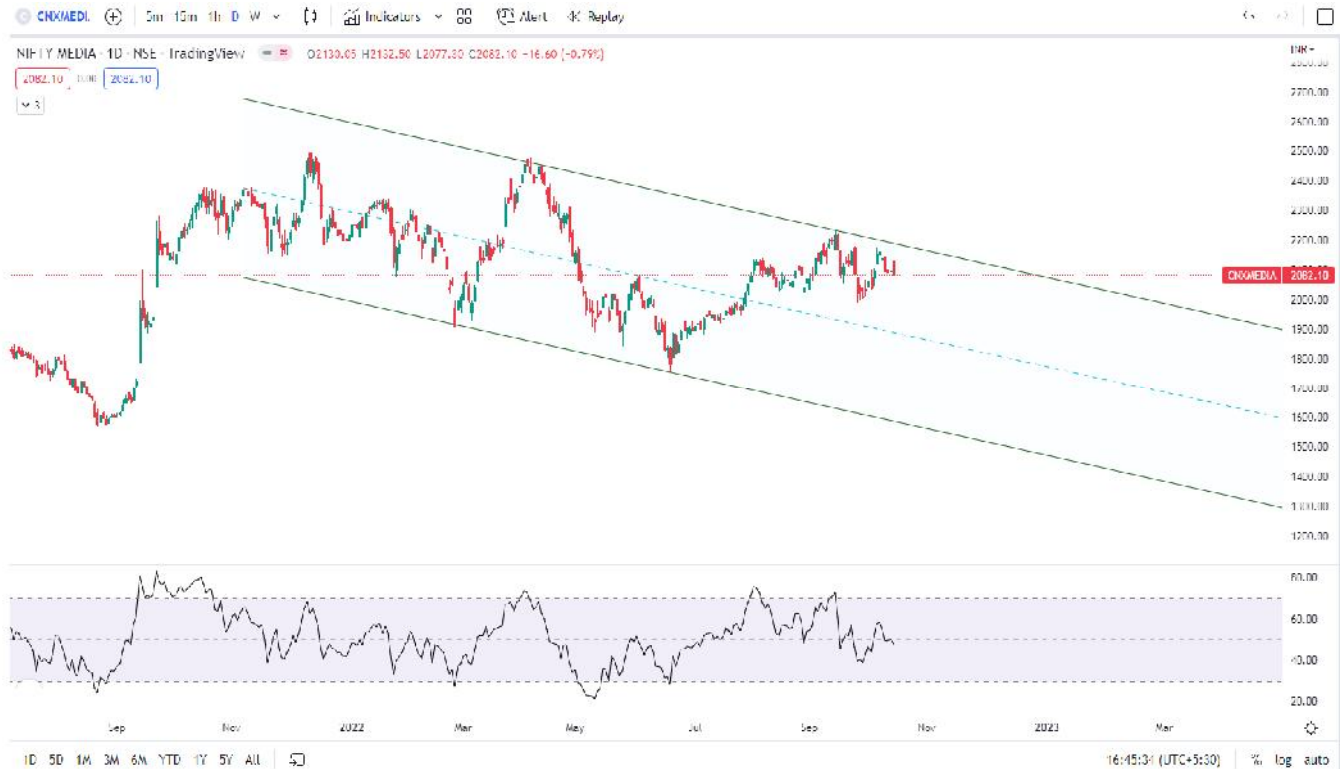 CNXMEDI. 5m 15m 1h D W Indicators Alert Replay
NIFTY MEDIA · 1D · NSE · TradingView O2130.05 H2132.50 L2077.30 C2082.10 −16.60 (−0.79%)
INR
2082.10 0.00 2082.10
3
2700.00
2600.00
2500.00
2400.00
2300.00
2200.00
CNXMEDIA 2082.10
2000.00
1900.00
1800.00
1700.00
1600.00
1500.00
1400.00
1300.00
1200.00
80.00
60.00
40.00
20.00
Sep Nov 2022 Mar May Jul Sep Nov 2023 Mar
1D 5D 1M 3M 6M YTD 1Y 5Y All 16:45:34 (UTC+5:30) % log auto